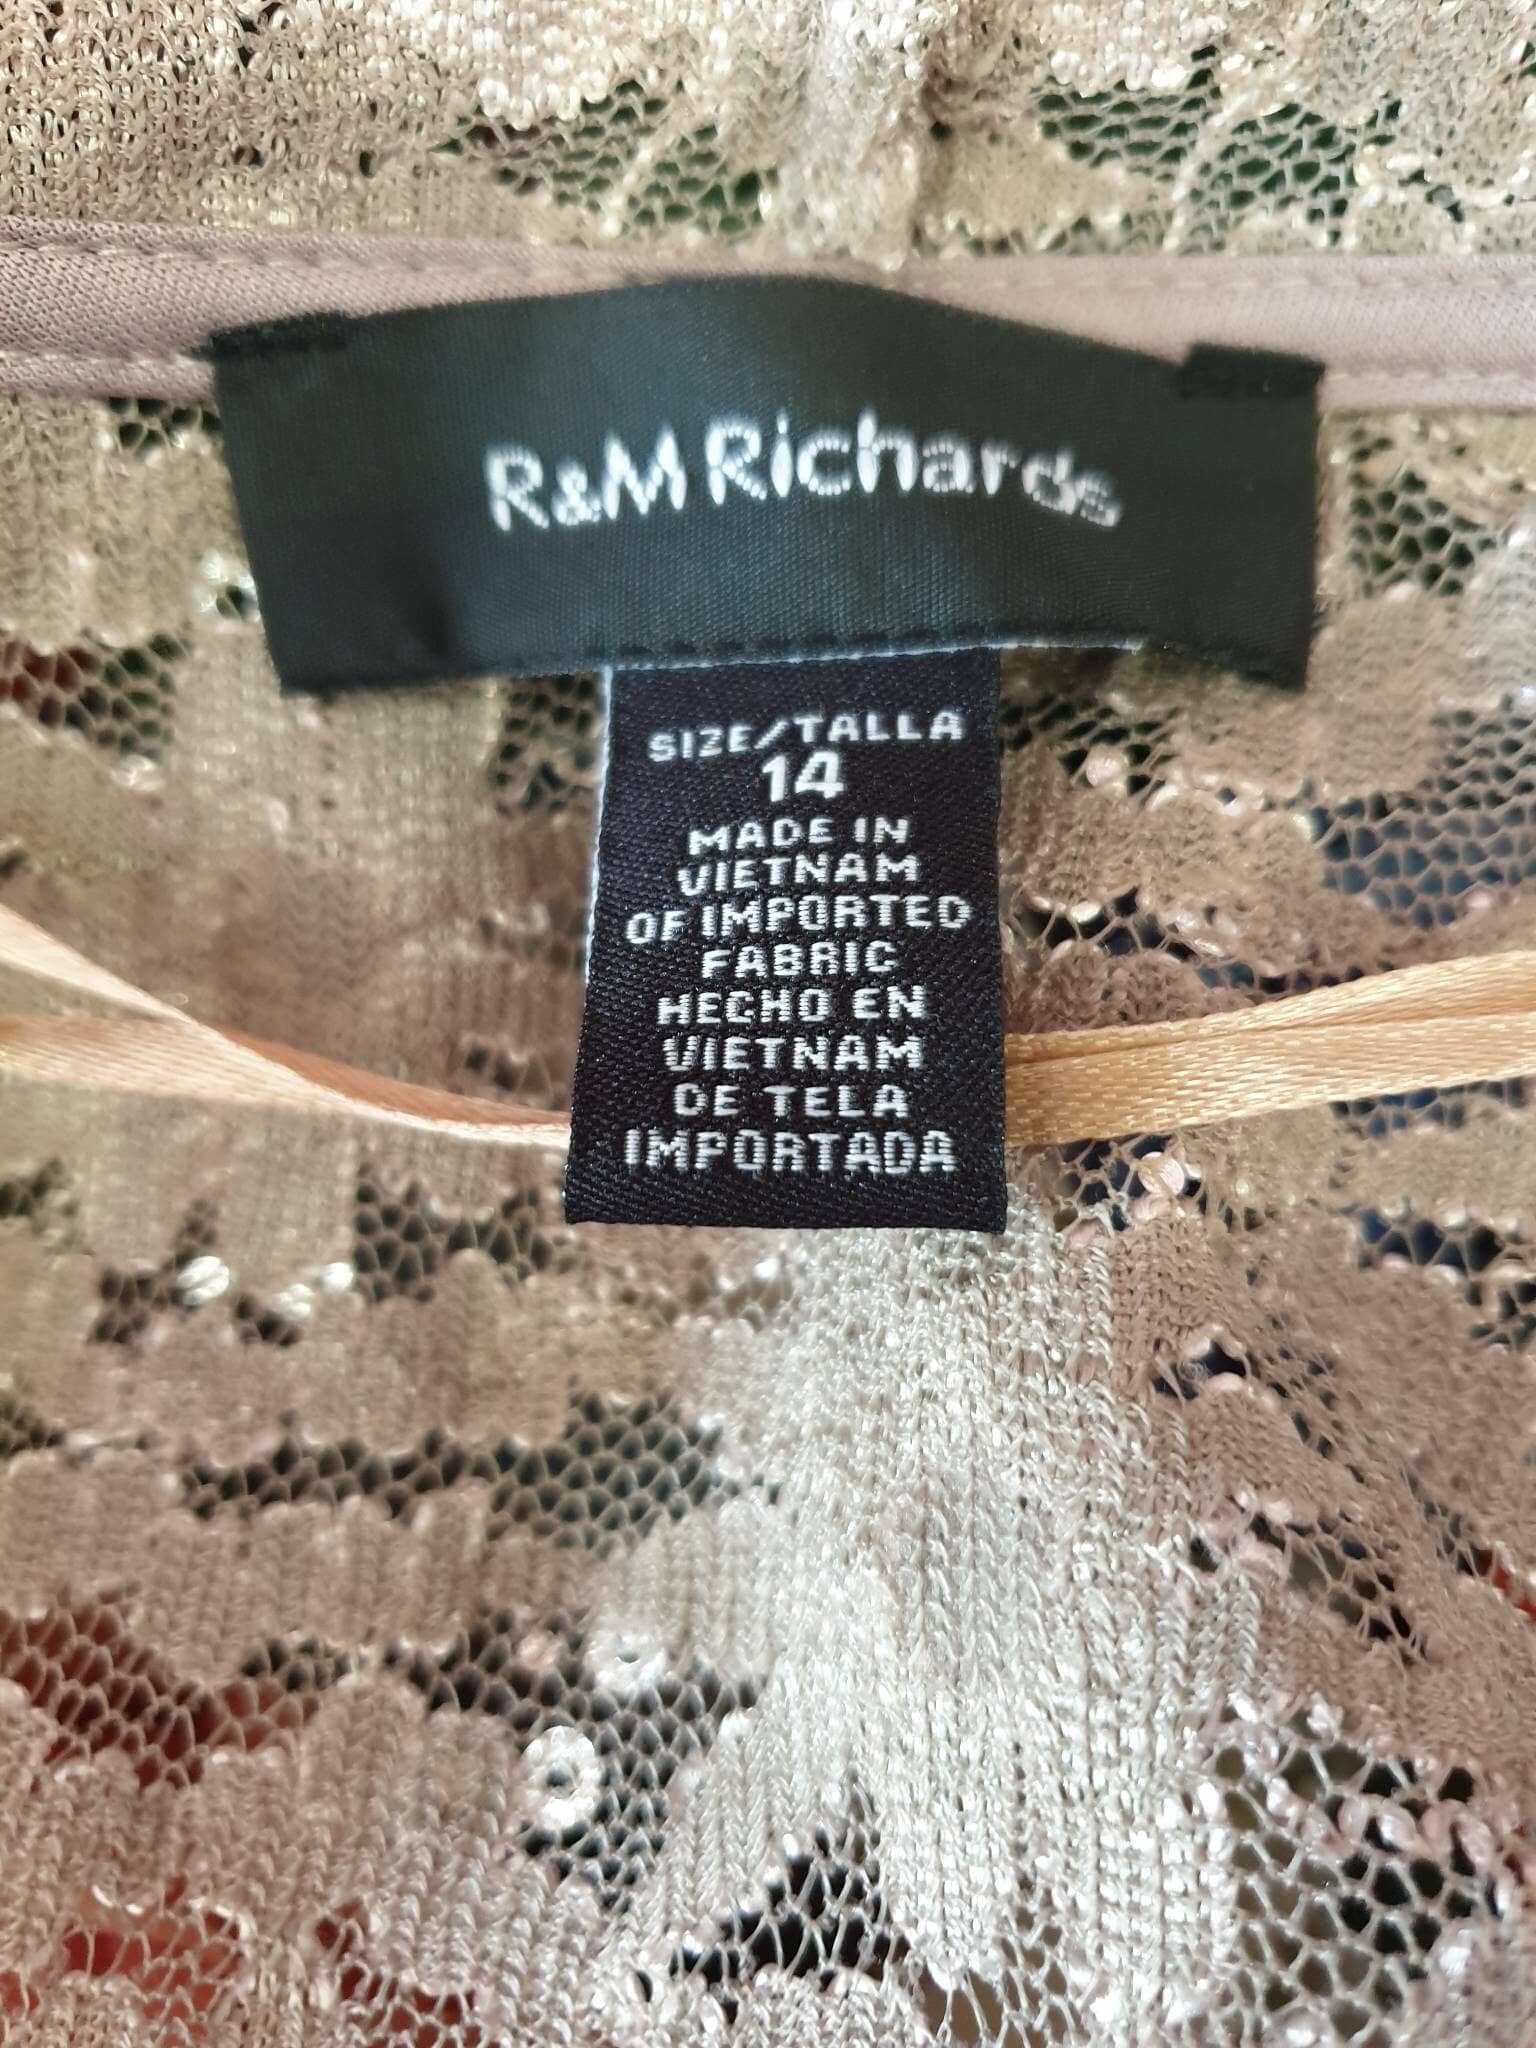 R&M Richards
SIZE/TALLA
14
MADE IN
VIETNAM
OF IMPORTED
FABRIC
HECHO EN
VIETNAM
DE TELA
IMPORTADA